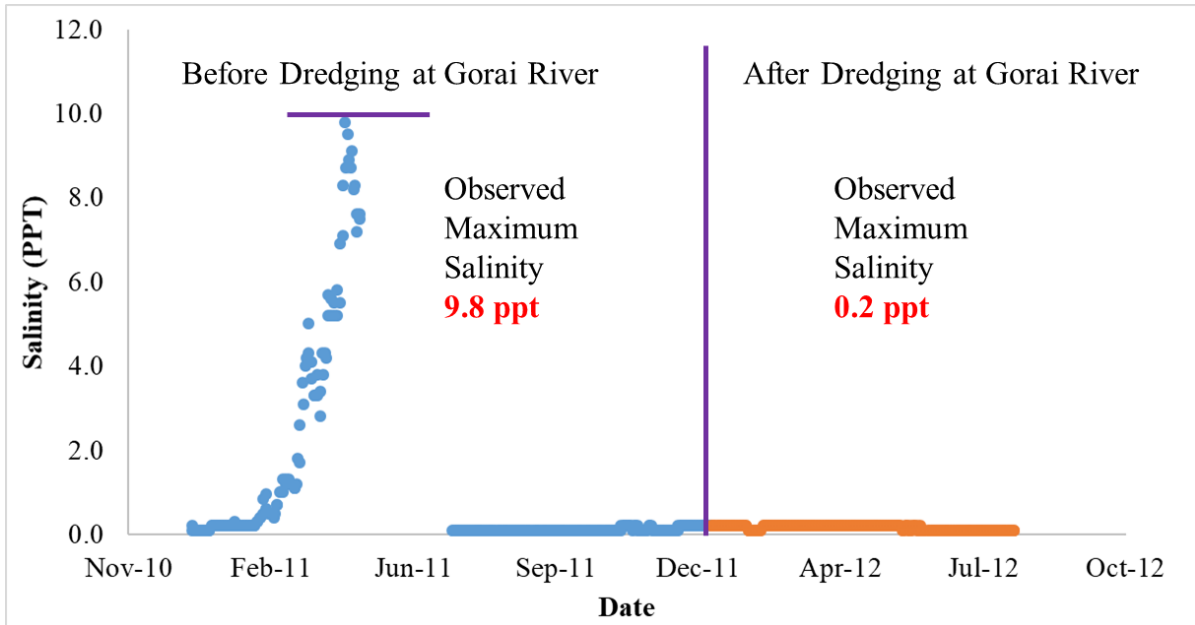 12.0
Before Dredging at Gorai River
After Dredging at Gorai River
10.0
8.0
Observed
Maximum
Salinity
9.8 ppt
Observed
Maximum
Salinity
0.2 ppt
6.0
4.0
2.0
0.0
Salinity (PPT)
Nov-10 Feb-11 Jun-11 Sep-11 Dec-11 Apr-12 Jul-12 Oct-12
Date